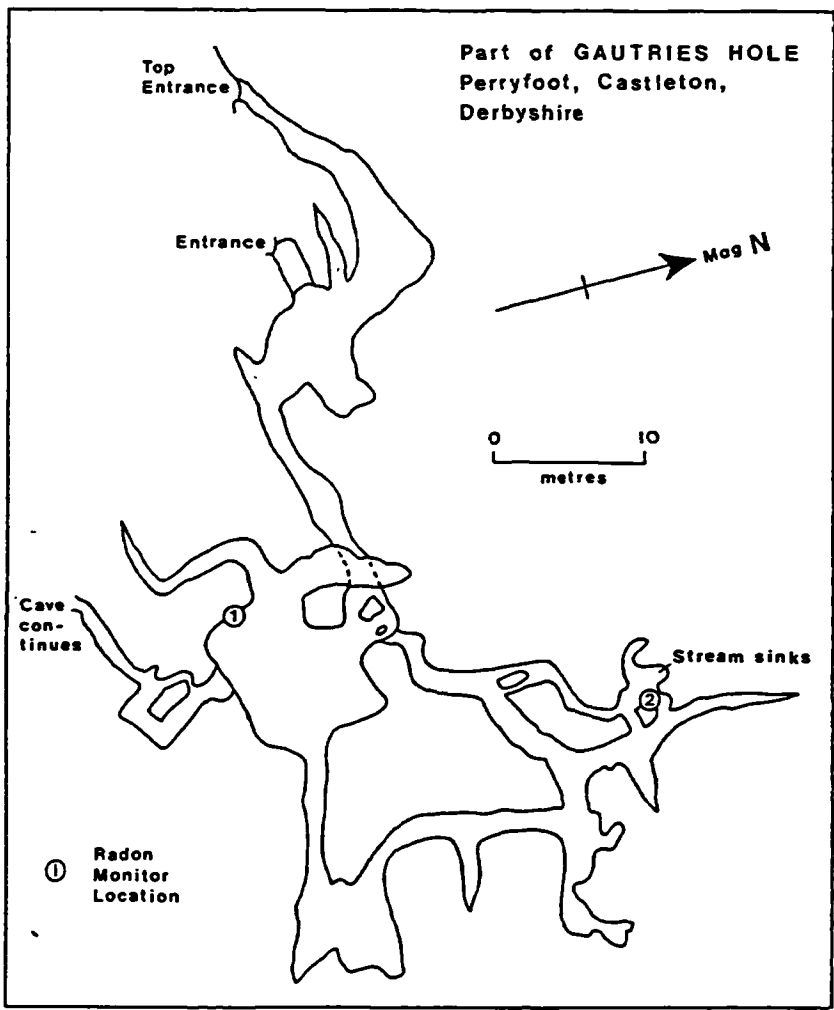 Part of GAUTRIES HOLE
Perryfoot, Castleton,
Derbyshire
Top
Entrance
Entrance
Mag N
0 10
metres
Cave
con-
tinues
1
Stream sinks
2
1
Radon
Monitor
Location